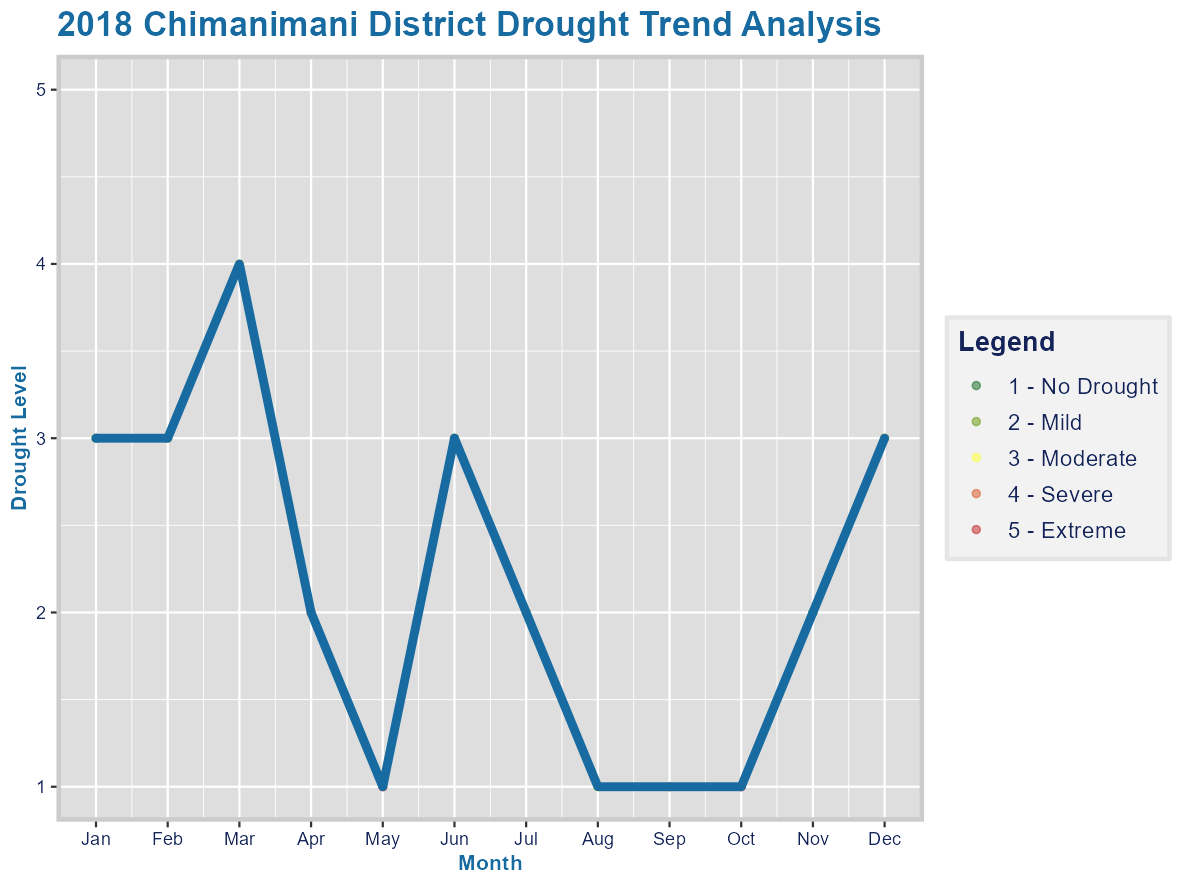 2018 Chimanimani District Drought Trend Analysis
Drought Level
5
4
3
2
1
Jan Feb Mar Apr May Jun Jul Aug Sep Oct Nov Dec
Month
Legend
1 - No Drought
2 - Mild
3 - Moderate
4 - Severe
5 - Extreme